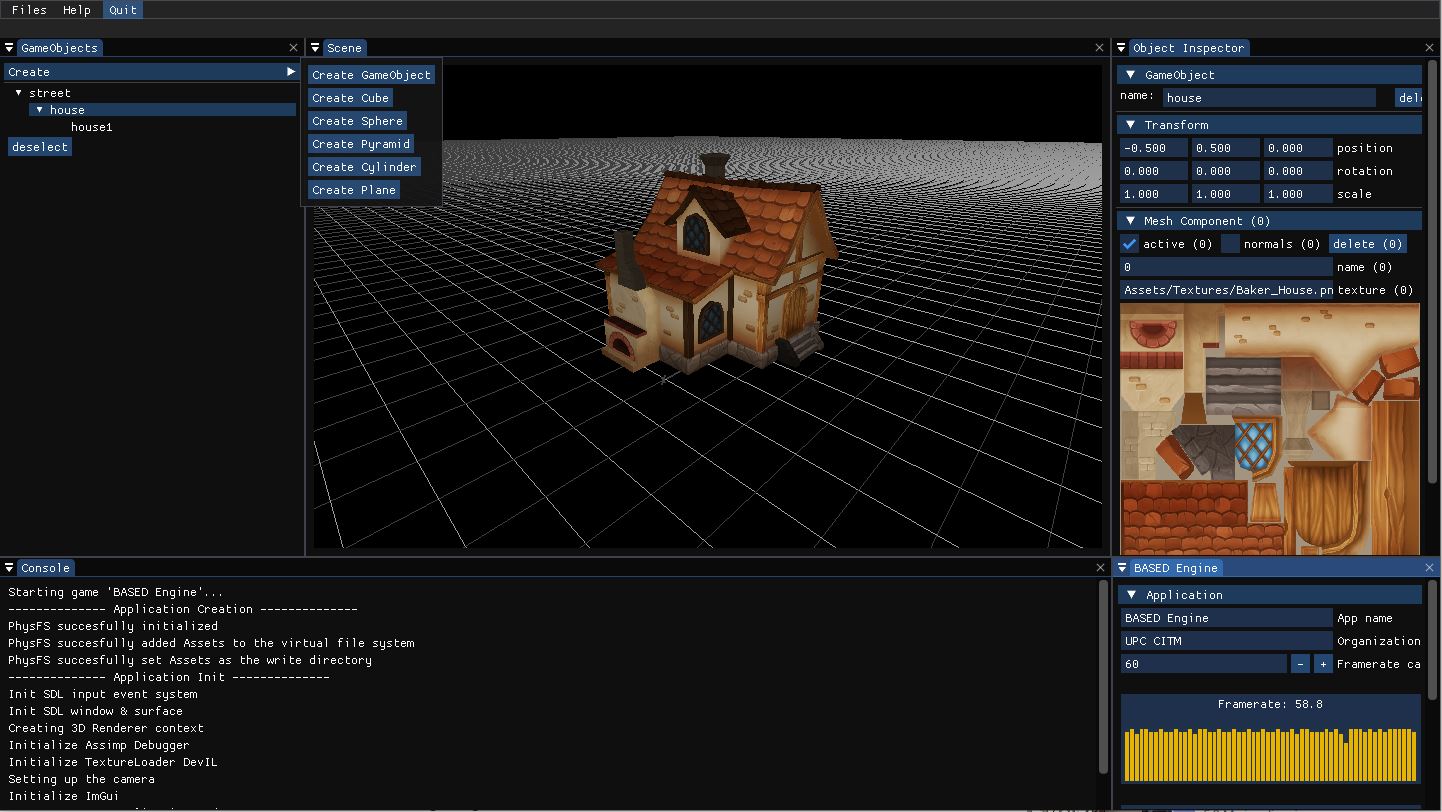 Files Help Quit
GameObjects
Create
street
house
house1
deselect
Scene
Create GameObject
Create Cube
Create Sphere
Create Pyramid
Create Cylinder
Create Plane
Object Inspector
GameObject
name: house del
Transform
-0.500 0.500 0.000 position
0.000 0.000 0.000 rotation
1.000 1.000 1.000 scale
Mesh Component (0)
active (0) normals (0) delete (0)
0 name (0)
Assets/Textures/Baker_House.pn texture (0)
Console
Starting game 'BASED Engine'...
-------------- Application Creation --------------
PhysFS succesfully initialized
PhysFS succesfully added Assets to the virtual file system
PhysFS succesfully set Assets as the write directory
-------------- Application Init --------------
Init SDL input event system
Init SDL window & surface
Creating 3D Renderer context
Initialize Assimp Debugger
Initialize TextureLoader DevIL
Setting up the camera
Initialize ImGui
BASED Engine
Application
BASED Engine App name
UPC CITM Organization
60 - + Framerate ca
Framerate: 58.8